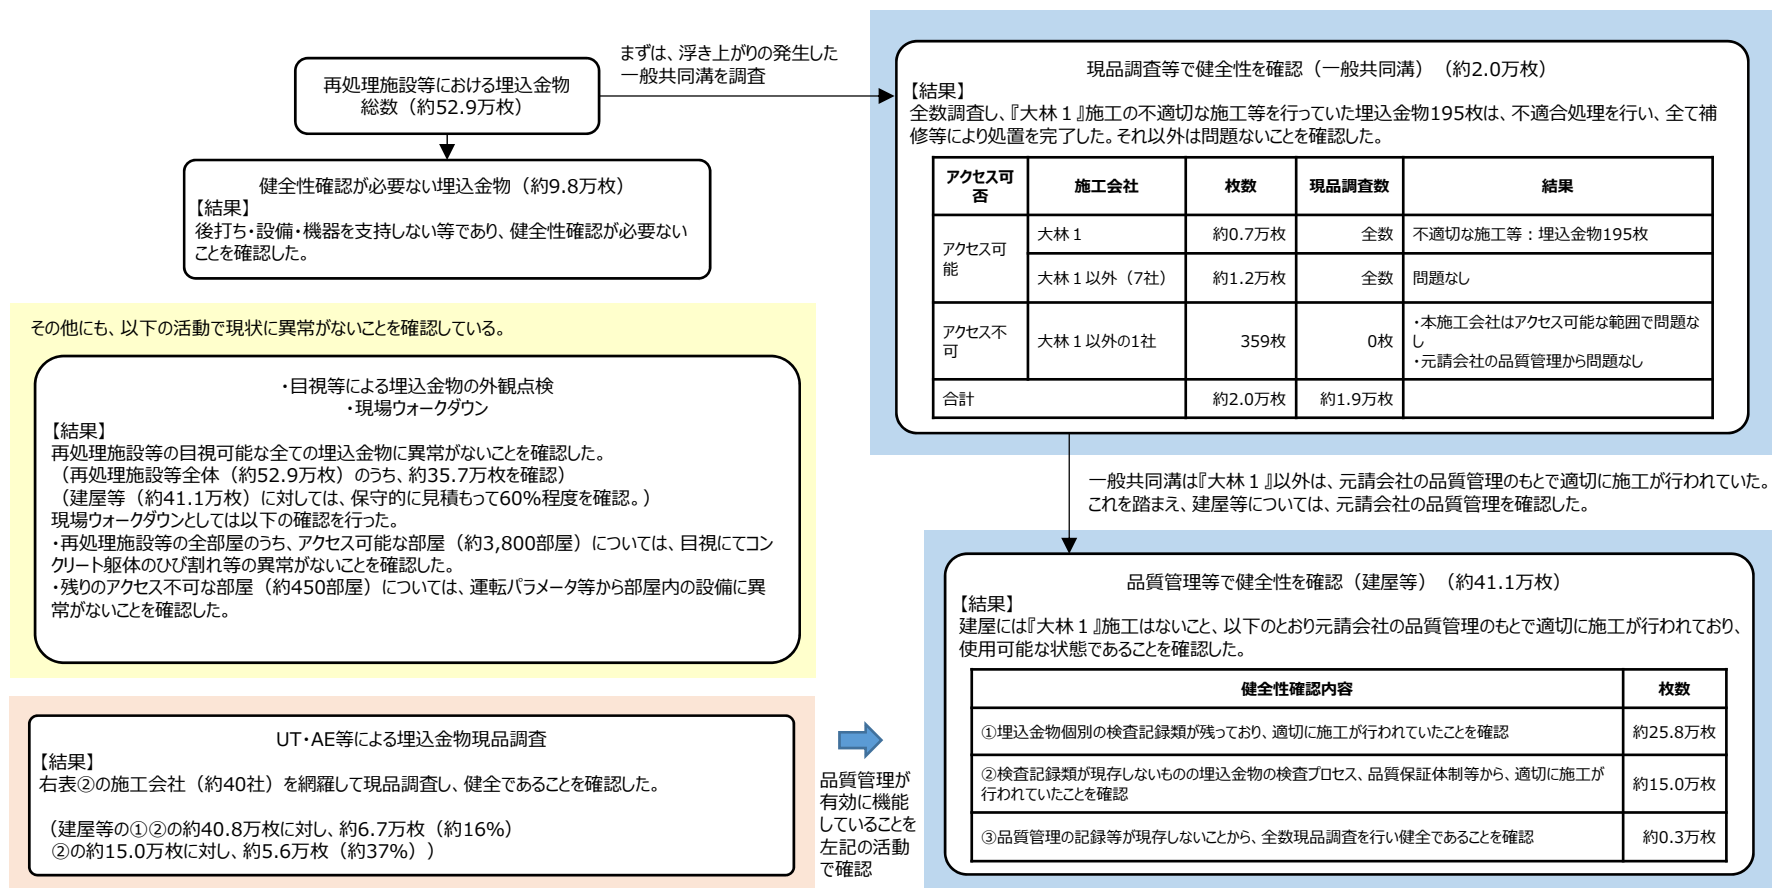 再処理施設等における埋込金物
総数（約52.9万枚）
まずは、浮き上がりの発生した
一般共同溝を調査
健全性確認が必要ない埋込金物（約9.8万枚）
【結果】
後打ち・設備・機器を支持しない等であり、健全性確認が必要ない
ことを確認した。
現品調査等で健全性を確認（一般共同溝）（約2.0万枚）
【結果】
全数調査し、『大林１』施工の不適切な施工等を行っていた埋込金物195枚は、不適合処理を行い、全て補
修等により処置を完了した。それ以外は問題ないことを確認した。
アクセス可
否
施工会社
枚数
現品調査数
結果
アクセス可
能
大林１
約0.7万枚
全数
不適切な施工等：埋込金物195枚
大林１以外（7社）
約1.2万枚
全数
問題なし
アクセス不
可
大林１以外の1社
359枚
0枚
・本施工会社はアクセス可能な範囲で問題な
し
・元請会社の品質管理から問題なし
合計
約2.0万枚
約1.9万枚
一般共同溝は『大林１』以外は、元請会社の品質管理のもとで適切に施工が行われていた。
これを踏まえ、建屋等については、元請会社の品質管理を確認した。
その他にも、以下の活動で現状に異常がないことを確認している。
・目視等による埋込金物の外観点検
・現場ウォークダウン
【結果】
再処理施設等の目視可能な全ての埋込金物に異常がないことを確認した。
（再処理施設等全体（約52.9万枚）のうち、約35.7万枚を確認）
（建屋等（約41.1万枚）に対しては、保守的に見積もって60%程度を確認。）
現場ウォークダウンとしては以下の確認を行った。
・再処理施設等の全部屋のうち、アクセス可能な部屋（約3,800部屋）については、目視にてコン
クリート躯体のひび割れ等の異常がないことを確認した。
・残りのアクセス不可な部屋（約450部屋）については、運転パラメータ等から部屋内の設備に異
常がないことを確認した。
UT・AE等による埋込金物現品調査
【結果】
右表②の施工会社（約40社）を網羅して現品調査し、健全であることを確認した。
（建屋等の①②の約40.8万枚に対し、約6.7万枚（約16%）
②の約15.0万枚に対し、約5.6万枚（約37%））
品質管理が
有効に機能
していることを
左記の活動
で確認
品質管理等で健全性を確認（建屋等）（約41.1万枚）
【結果】
建屋には『大林１』施工はないこと、以下のとおり元請会社の品質管理のもとで適切に施工が行われており、
使用可能な状態であることを確認した。
健全性確認内容
枚数
①埋込金物個別の検査記録類が残っており、適切に施工が行われていたことを確認
約25.8万枚
②検査記録類が現存しないものの埋込金物の検査プロセス、品質保証体制等から、適切に施工が
行われていたことを確認
約15.0万枚
③品質管理の記録等が現存しないことから、全数現品調査を行い健全であることを確認
約0.3万枚